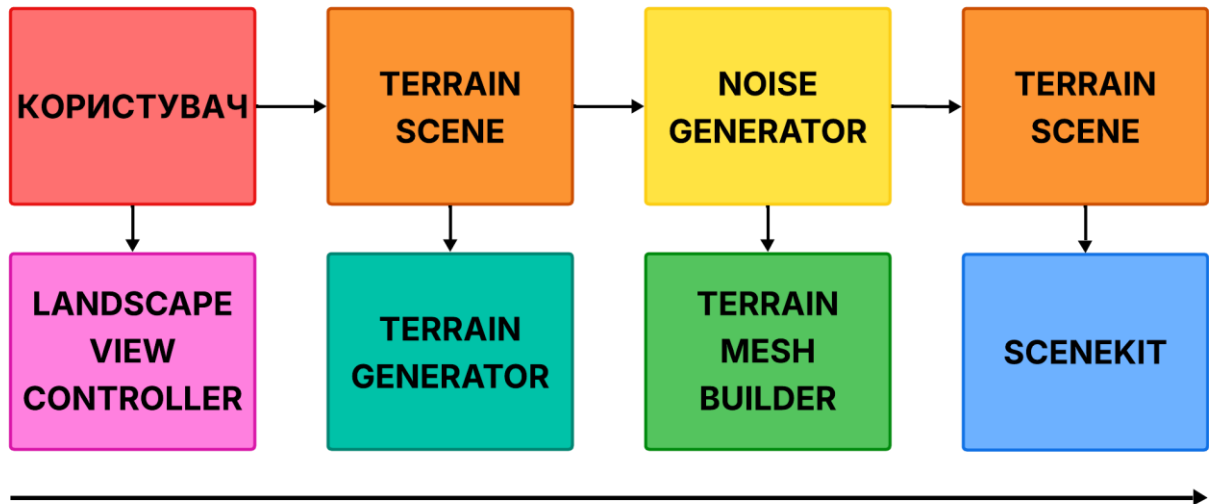 КОРИСТУВАЧ
TERRAIN
SCENE
NOISE
GENERATOR
TERRAIN
SCENE
LANDSCAPE
VIEW
CONTROLLER
TERRAIN
GENERATOR
TERRAIN
MESH
BUILDER
SCENEKIT